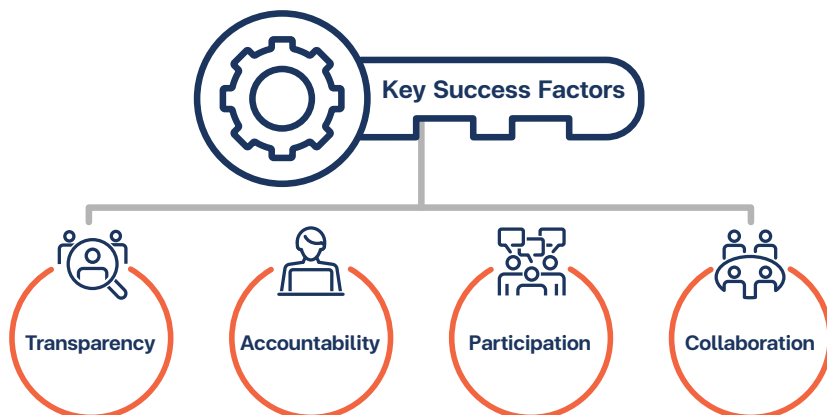 Key Success Factors
Transparency
Accountability
Participation
Collaboration